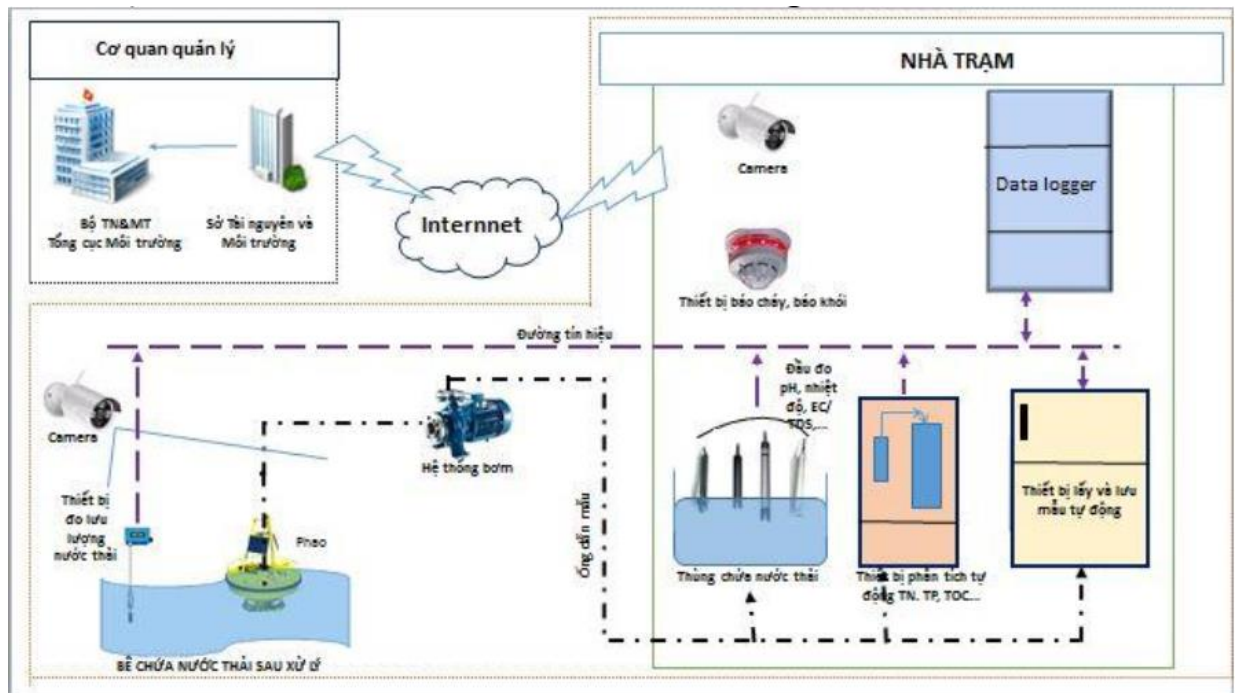 Cơ quan quản lý
Bộ TN&MT
Tổng cục Môi trường
Sở Tài nguyên và
Môi trường
Internnet
NHÀ TRẠM
Camera
Data logger
Thiết bị báo cháy, báo khói
Đường tín hiệu
Camera
Thiết bị
đo lưu
lượng
nước thải
Phao
BỂ CHỨA NƯỚC THẢI SAU XỬ LÝ
Hệ thống bơm
Ống dẫn mẫu
Đầu đo
pH, nhiệt
độ, EC/
TDS,...
Thùng chứa nước thải
Thiết bị phân tích tự
động TN. TP, TOC...
Thiết bị lấy và lưu
mẫu tự động